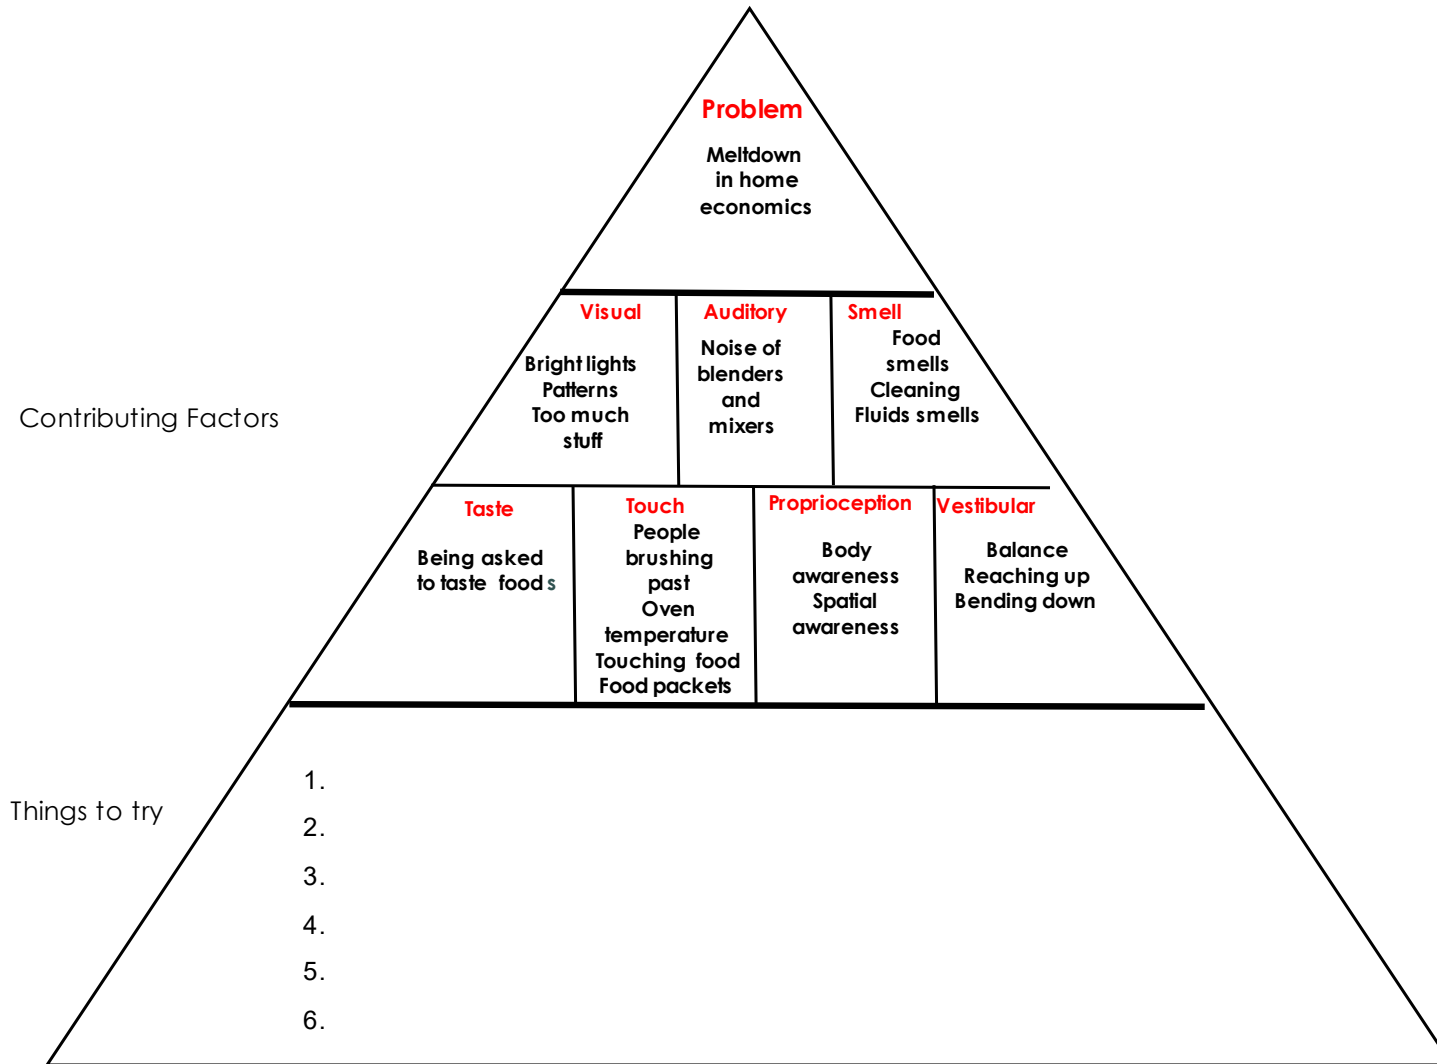 Problem
Meltdown
in home
economics
Contributing Factors
Visual
Bright lights
Patterns
Too much
stuff
Auditory
Noise of
blenders
and
mixers
Smell
Food
smells
Cleaning
Fluids smells
Taste
Being asked
to taste foods
Touch
People
brushing
past
Oven
temperature
Touching food
Food packets
Proprioception
Body
awareness
Spatial
awareness
Vestibular
Balance
Reaching up
Bending down
Things to try
1.
2.
3.
4.
5.
6.